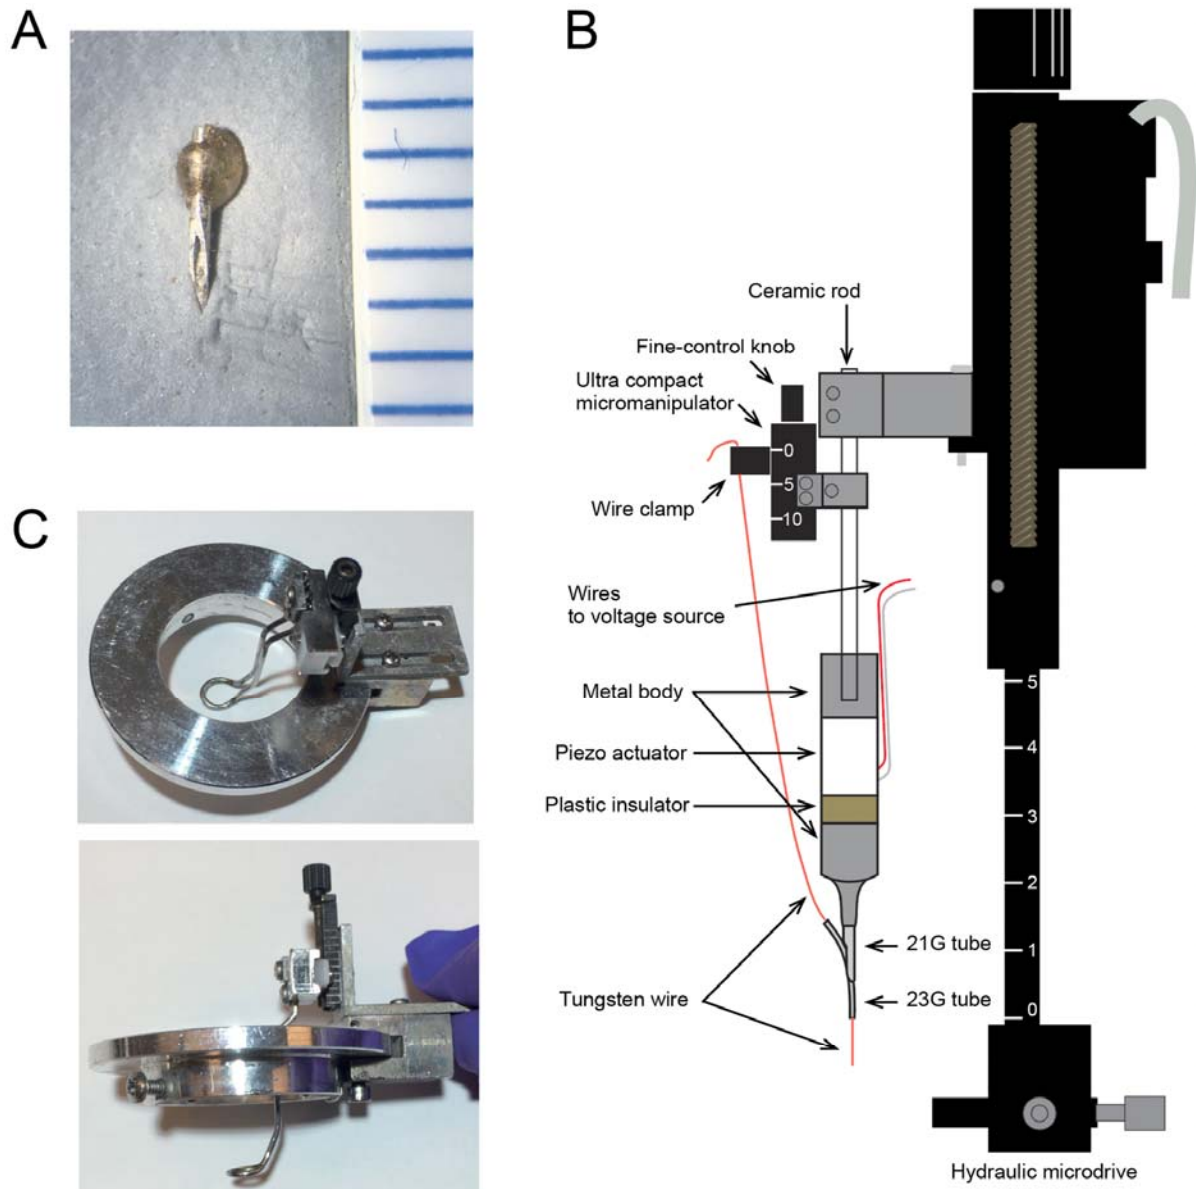 A
B
Ceramic rod
Fine-control knob
Ultra compact
micromanipulator
0
5
10
Wire clamp
C
Wires
to voltage source
Metal body
5
Piezo actuator
4
Plastic insulator
3
2
21G tube
1
Tungsten wire
23G tube
0
Hydraulic microdrive